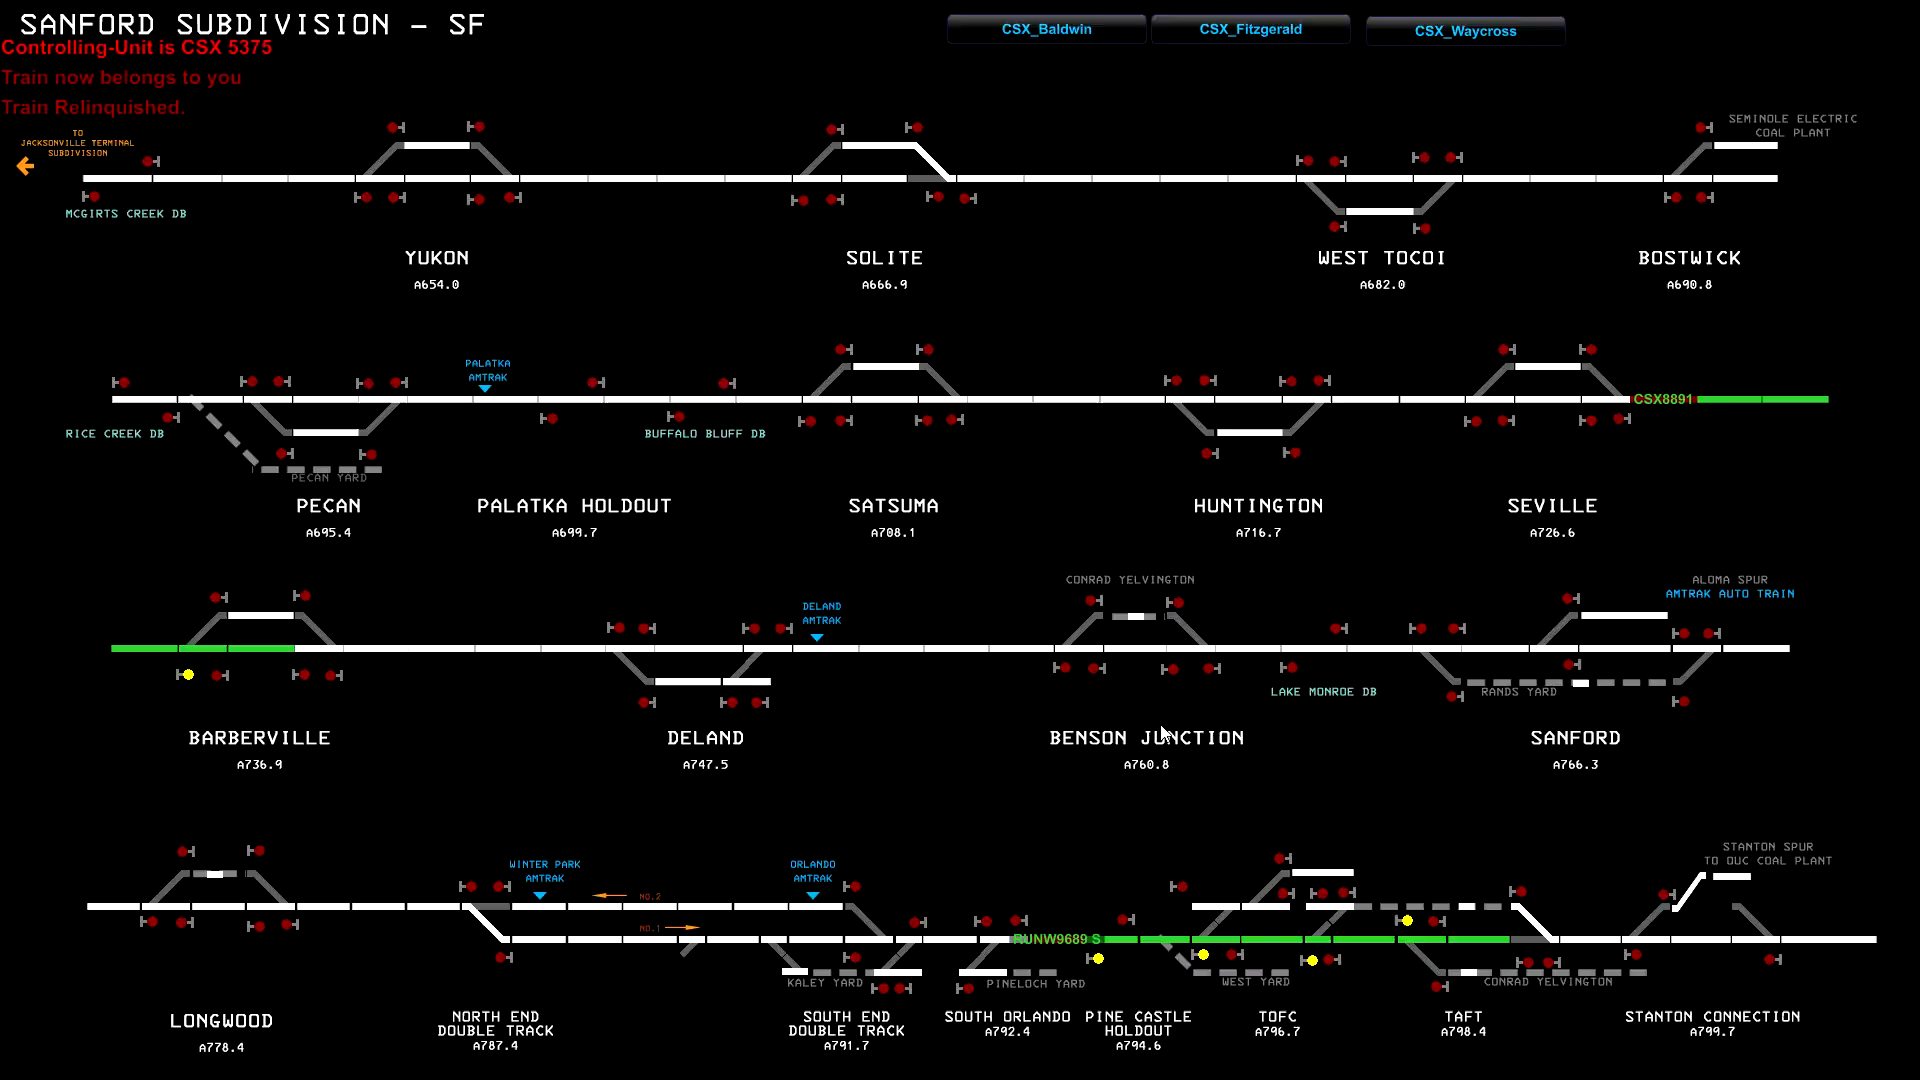 SANFORD SUBDIVISION - SF
CSX_Baldwin
CSX_Fitzgerald
CSX_Waycross
Controlling-Unit is CSX 5375
Train now belongs to you
Train Relinquished.
TO
JACKSONVILLE TERMINAL
SUBDIVISION
SEMINOLE ELECTRIC
COAL PLANT
MCGIRTS CREEK DB
YUKON
A654.0
SOLITE
A666.9
WEST TOCOI
A682.0
BOSTWICK
A690.8
PALATKA
AMTRAK
CSX8891
RICE CREEK DB
BUFFALO BLUFF DB
PECAN YARD
PECAN
A695.4
PALATKA HOLDOUT
A699.7
SATSUMA
A708.1
HUNTINGTON
A716.7
SEVILLE
A726.6
CONRAD YELVINGTON
ALOMA SPUR
AMTRAK AUTO TRAIN
DELAND
AMTRAK
LAKE MONROE DB
RANDS YARD
BARBERVILLE
A736.9
DELAND
A747.5
BENSON JUNCTION
A760.8
SANFORD
A766.3
WINTER PARK
AMTRAK
ORLANDO
AMTRAK
STANTON SPUR
TO OUC COAL PLANT
NO.2
NO.1
RUNW9689 S
KALEY YARD
PINELOCH YARD
WEST YARD
CONRAD YELVINGTON
LONGWOOD
A778.4
NORTH END
DOUBLE TRACK
A787.4
SOUTH END
DOUBLE TRACK
A791.7
SOUTH ORLANDO
A792.4
PINE CASTLE
HOLDOUT
A794.6
TOFC
A796.7
TAFT
A798.4
STANTON CONNECTION
A799.7